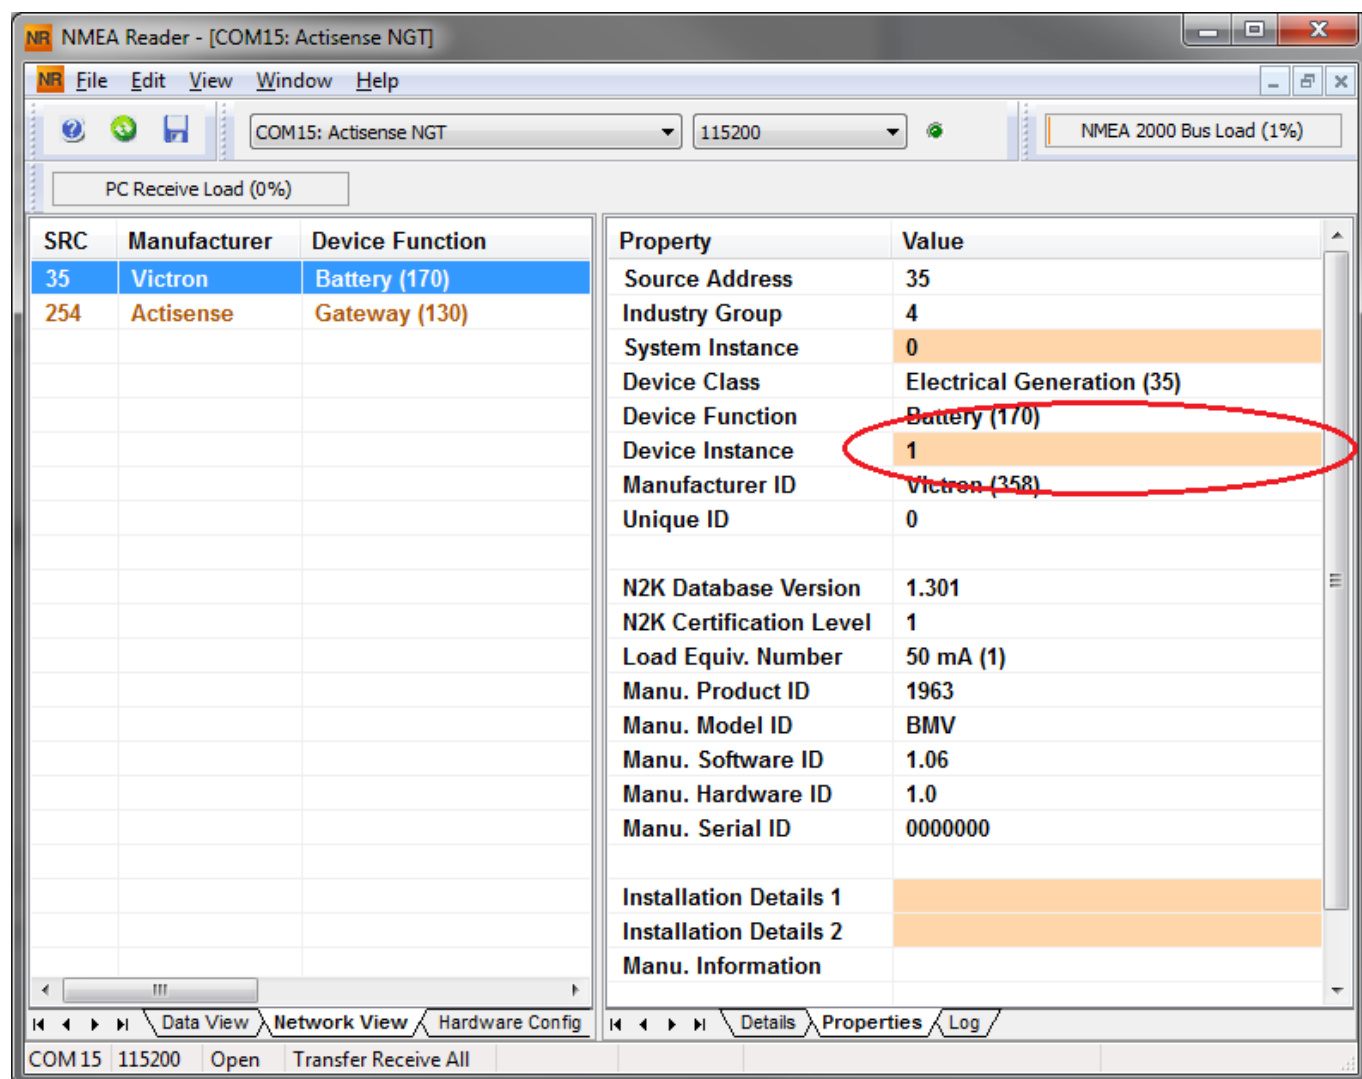 NR NMEA Reader - [COM15: Actisense NGT]
NR File Edit View Window Help
COM15: Actisense NGT 115200 NMEA 2000 Bus Load (1%)
PC Receive Load (0%)
SRC Manufacturer Device Function
35 Victron Battery (170)
254 Actisense Gateway (130)
Property Value
Source Address 35
Industry Group 4
System Instance 0
Device Class Electrical Generation (35)
Device Function Battery (170)
Device Instance 1
Manufacturer ID Victron (358)
Unique ID 0
N2K Database Version 1.301
N2K Certification Level 1
Load Equiv. Number 50 mA (1)
Manu. Product ID 1963
Manu. Model ID BMV
Manu. Software ID 1.06
Manu. Hardware ID 1.0
Manu. Serial ID 0000000
Installation Details 1
Installation Details 2
Manu. Information
Data View Network View Hardware Config
Details Properties Log
COM 15 115200 Open Transfer Receive All